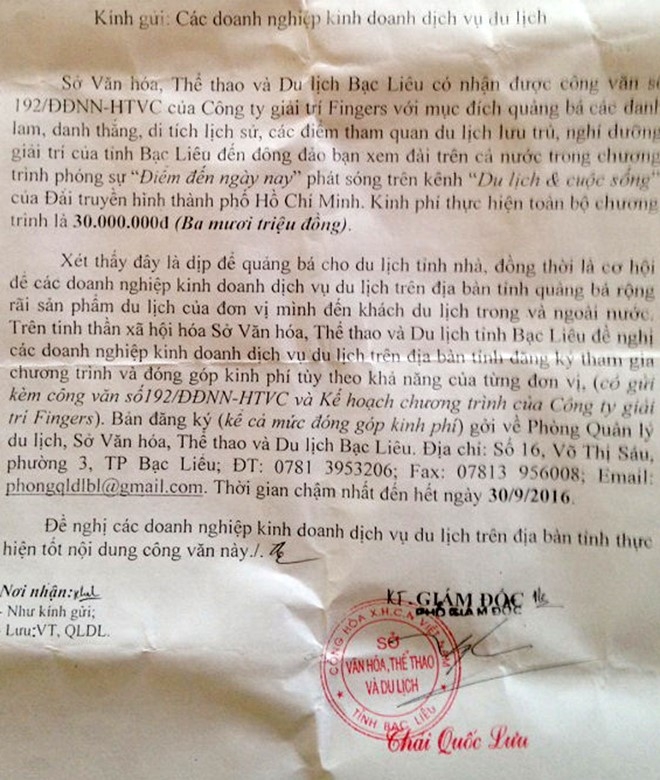 Kính gửi: Các doanh nghiệp kinh doanh dịch vụ du lịch
Sở Văn hóa, Thể thao và Du lịch Bạc Liêu có nhận được công văn số
192/ĐDNN-HTVC của Công ty giải trí Fingers với mục đích quảng bá các danh
lam, danh thắng, di tích lịch sử, các điểm tham quan du lịch lưu trú, nghỉ dưỡng
giải trí của tỉnh Bạc Liêu đến đông đảo bạn xem đài trên cả nước trong chương
trình phóng sự "Điểm đến ngày nay" phát sóng trên kênh "Du lịch & cuộc sống"
của Đài truyền hình thành phố Hồ Chí Minh. Kinh phí thực hiện toàn bộ chương
trình là 30.000.000đ (Ba mươi triệu đồng).
Xét thấy đây là dịp để quảng bá cho du lịch tỉnh nhà, đồng thời là cơ hội
để các doanh nghiệp kinh doanh dịch vụ du lịch trên địa bàn tỉnh quảng bá rộng
rãi sản phẩm du lịch của đơn vị mình đến khách du lịch trong và ngoài nước.
Trên tinh thần xã hội hóa Sở Văn hóa, Thể thao và Du lịch tỉnh Bạc Liêu đề nghị
các doanh nghiệp kinh doanh dịch vụ du lịch trên địa bàn tỉnh đăng ký tham gia
chương trình và đóng góp kinh phí tùy theo khả năng của từng đơn vị, (có gửi
kèm công văn số192/ĐDNN-HTVC và Kế hoạch chương trình của Công ty giải
trí Fingers). Bản đăng ký (kể cả mức đóng góp kinh phí) gởi về Phòng Quản lý
du lịch, Sở Văn hóa, Thể thao và Du lịch Bạc Liêu. Địa chỉ: Số 16, Võ Thị Sáu,
phường 3, TP Bạc Liêu; ĐT: 0781 3953206; Fax: 07813 956008; Email:
phongqldlbl@gmail.com. Thời gian chậm nhất đến hết ngày 30/9/2016.
Đề nghị các doanh nghiệp kinh doanh dịch vụ du lịch trên địa bàn tỉnh thực
hiện tốt nội dung công văn này./.
Nơi nhận:
- Như kính gửi;
- Lưu:VT, QLDL.
KT. GIÁM ĐỐC
PHÓ GIÁM ĐỐC
CỘNG HÒA X.H.C.N VIỆT NAM
SỞ
VĂN HÓA, THỂ THAO
VÀ DU LỊCH
TỈNH BẠC LIÊU
Thái Quốc Lưu